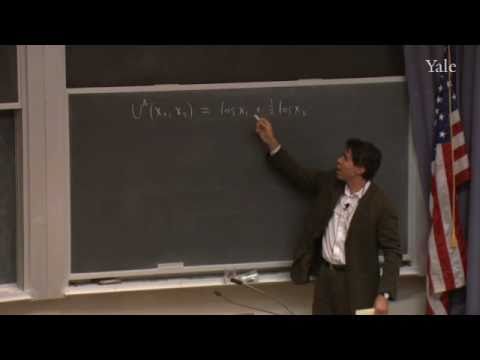 Yale
U^A(x₁, x₂) = log x₁ + ½ log x₂